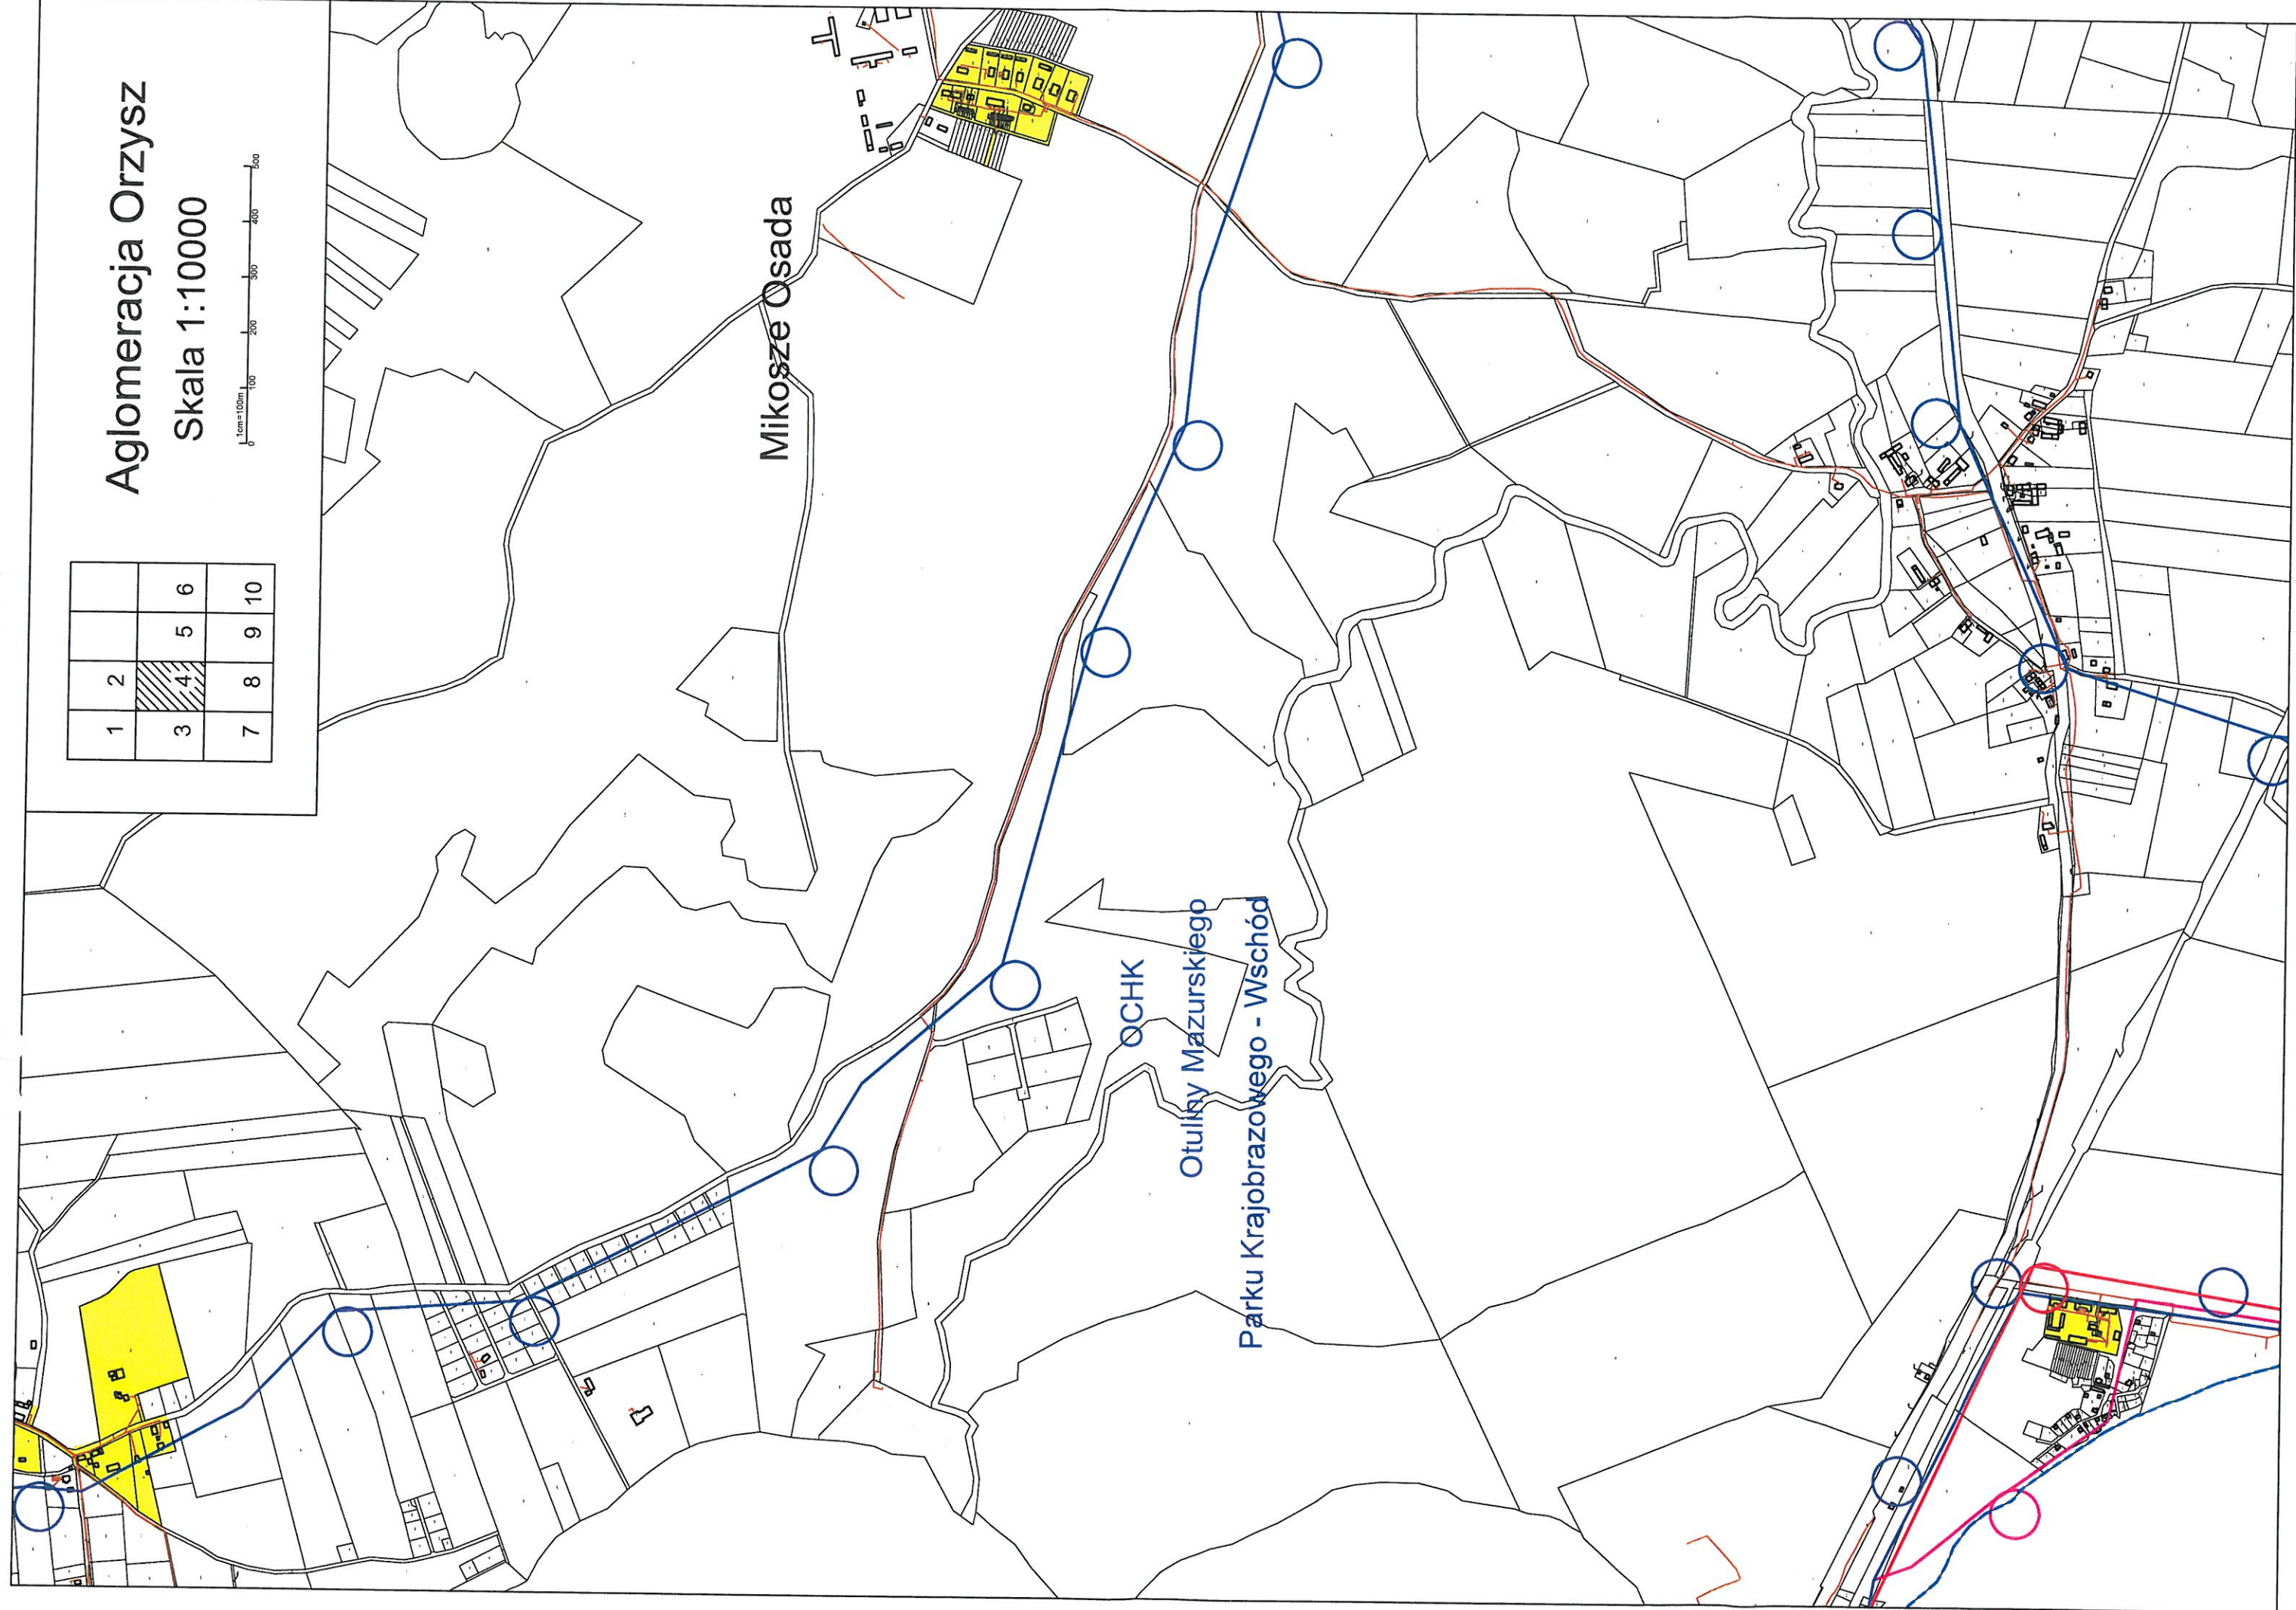 Aglomeracja Orzysz
Skala 1:10000
1cm=100m
0 100 200 300 400 500
1 2
3 4 5 6
7 8 9 10
Mikosze Osada
OCHK
Otuliny Mazurskiego
Parku Krajobrazowego - Wschód